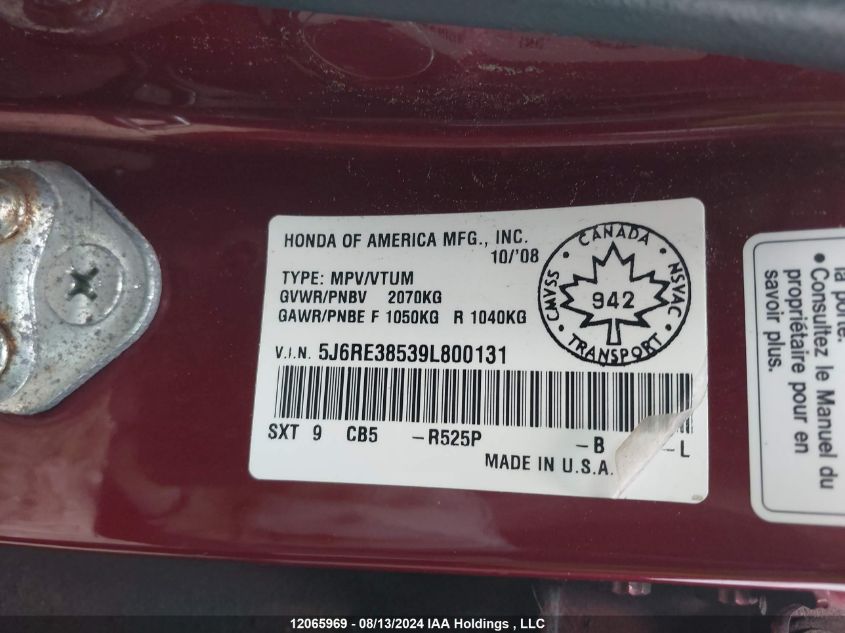 HONDA OF AMERICA MFG., INC.
10/'08
TYPE: MPV/VTUM
GVWR/PNBV 2070KG
GAWR/PNBE F 1050KG R 1040KG
CANADA
CMVSS
942
NSVAC
TRANSPORT
V.I.N. 5J6RE38539L800131
SXT 9 CB5 -R525P -B -L
MADE IN U.S.A.
la porte.
• Consultez le Manuel du
propriétaire pour en
savoir plus.
12065969 - 08/13/2024 IAA Holdings , LLC